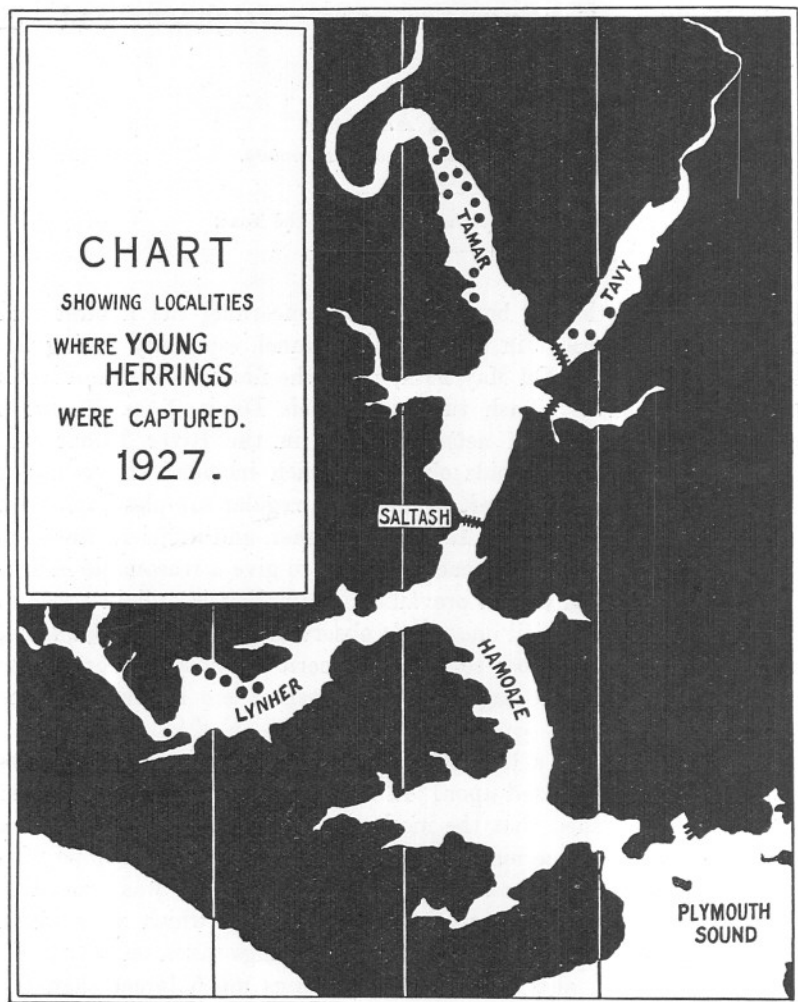 CHART
SHOWING LOCALITIES
WHERE YOUNG
HERRINGS
WERE CAPTURED.
1927.
TAMAR
TAVY
SALTASH
LYNHER
HAMOAZE
PLYMOUTH
SOUND